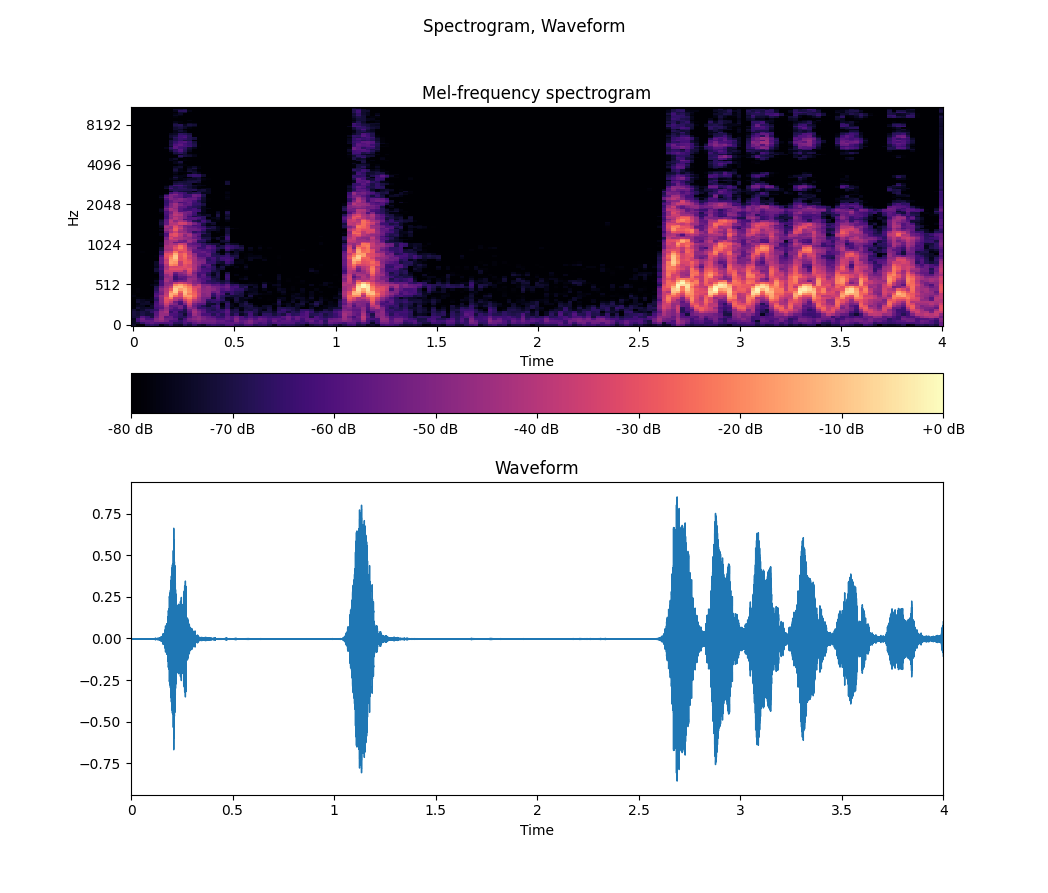 Spectrogram, Waveform
Mel-frequency spectrogram
8192
4096
2048
1024
512
0
Hz
0 0.5 1 1.5 2 2.5 3 3.5 4
Time
-80 dB -70 dB -60 dB -50 dB -40 dB -30 dB -20 dB -10 dB +0 dB
Waveform
0.75
0.50
0.25
0.00
−0.25
−0.50
−0.75
0 0.5 1 1.5 2 2.5 3 3.5 4
Time